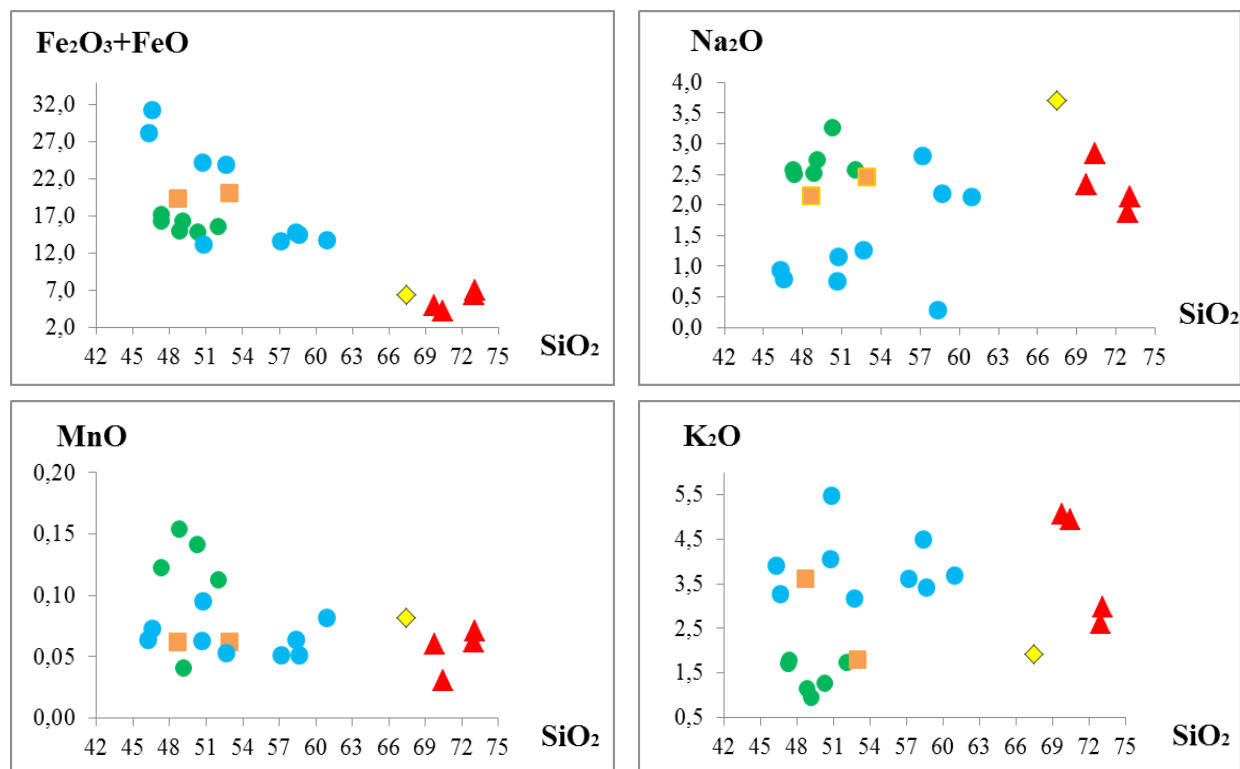 Fe₂O₃+FeO
32,0
27,0
22,0
17,0
12,0
7,0
2,0
42 45 48 51 54 57 60 63 66 69 72 75
SiO₂
Na₂O
4,0
3,5
3,0
2,5
2,0
1,5
1,0
0,5
0,0
42 45 48 51 54 57 60 63 66 69 72 75
SiO₂
MnO
0,20
0,15
0,10
0,05
0,00
42 45 48 51 54 57 60 63 66 69 72 75
SiO₂
K₂O
5,5
4,5
3,5
2,5
1,5
0,5
42 45 48 51 54 57 60 63 66 69 72 75
SiO₂